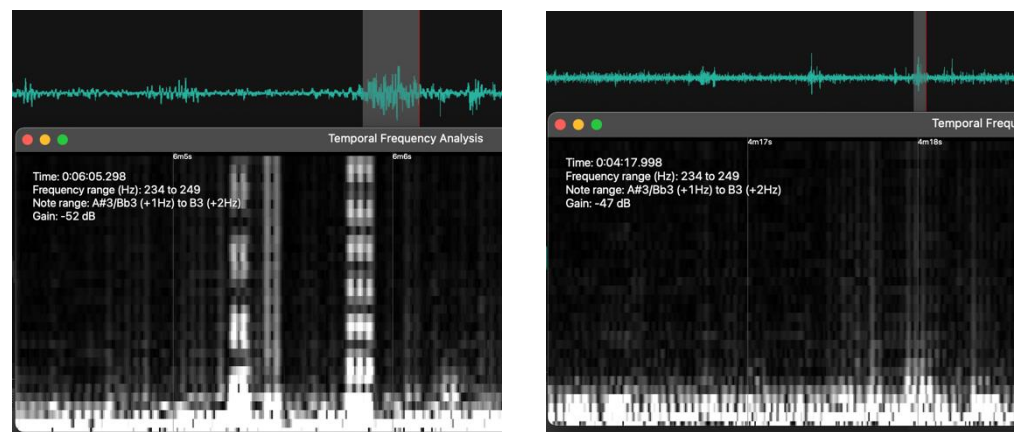 Temporal Frequency Analysis
6m5s
6m6s
Time: 0:06:05.298
Frequency range (Hz): 234 to 249
Note range: A#3/Bb3 (+1Hz) to B3 (+2Hz)
Gain: -52 dB
Temporal Frequ
4m17s
4m18s
Time: 0:04:17.998
Frequency range (Hz): 234 to 249
Note range: A#3/Bb3 (+1Hz) to B3 (+2Hz)
Gain: -47 dB